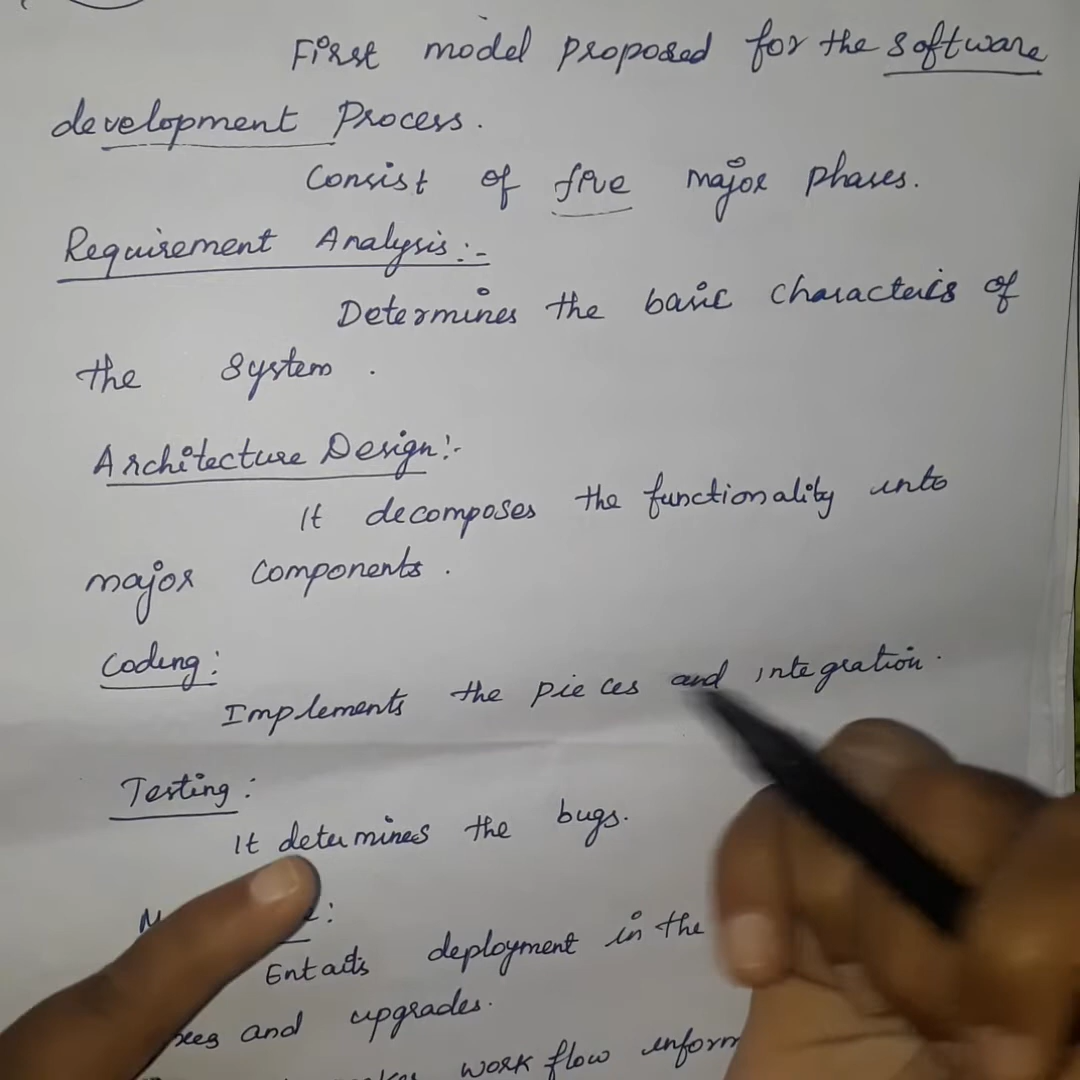 First model proposed for the software
development Process.
Consist of five major phases.
Requirement Analysis:-
Determines the basic characteris of
the system.
Architecture Design:-
It decomposes the functionality into
major components.
Coding:
Implements the pieces and integration.
Testing:
It determines the bugs.
Entails deployment in the
and upgrades.
work flow